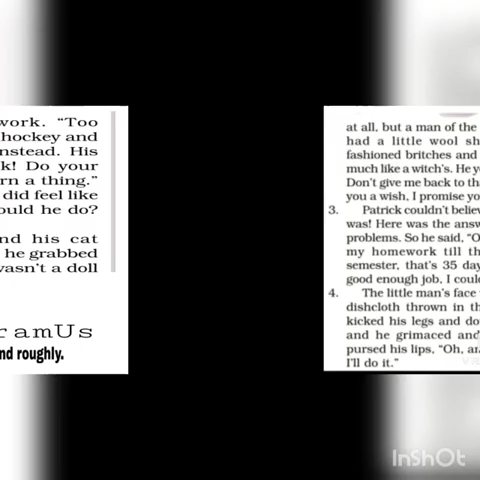 work. “Too
hockey and
nstead. His
k! Do your
rn a thing.”
did feel like
ould he do?
nd his cat
he grabbed
wasn't a doll
ramUs
nd roughly.
at all, but a man of the
had a little wool sh
fashioned britches and
much like a witch's. He y
Don't give me back to th
you a wish, I promise yo
3. Patrick couldn't believ
was! Here was the answ
problems. So he said, “O
my homework till th
semester, that's 35 day
good enough job, I coul
4. The little man's face
dishcloth thrown in th
kicked his legs and do
and he grimaced and
pursed his lips, “Oh, a
I'll do it.”
InShOt